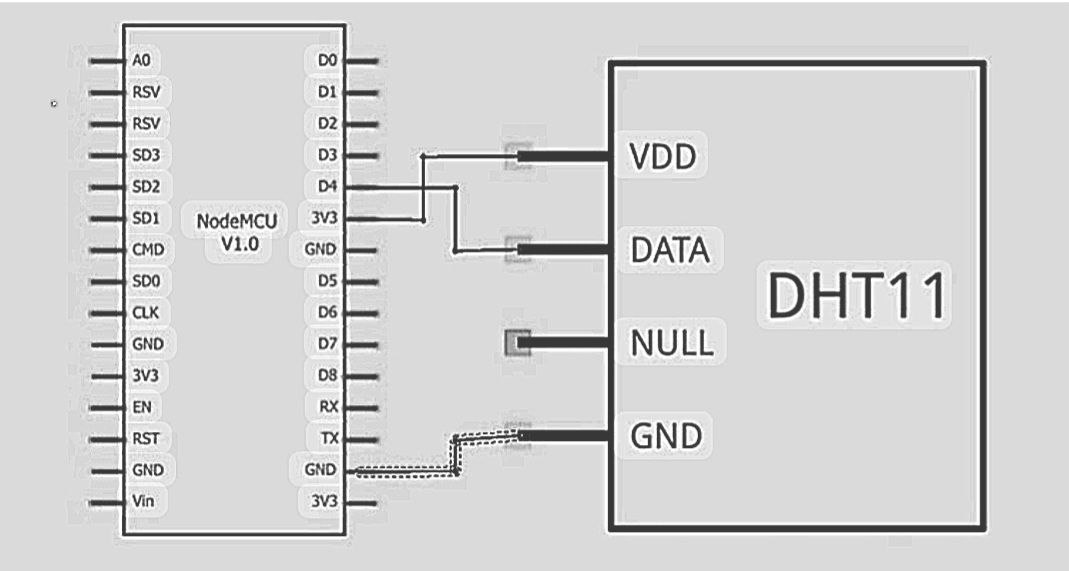 A0
RSV
RSV
SD3
SD2
SD1
CMD
SD0
CLK
GND
3V3
EN
RST
GND
Vin
NodeMCU
V1.0
D0
D1
D2
D3
D4
3V3
GND
D5
D6
D7
D8
RX
TX
GND
3V3
VDD
DATA
NULL
GND
DHT11